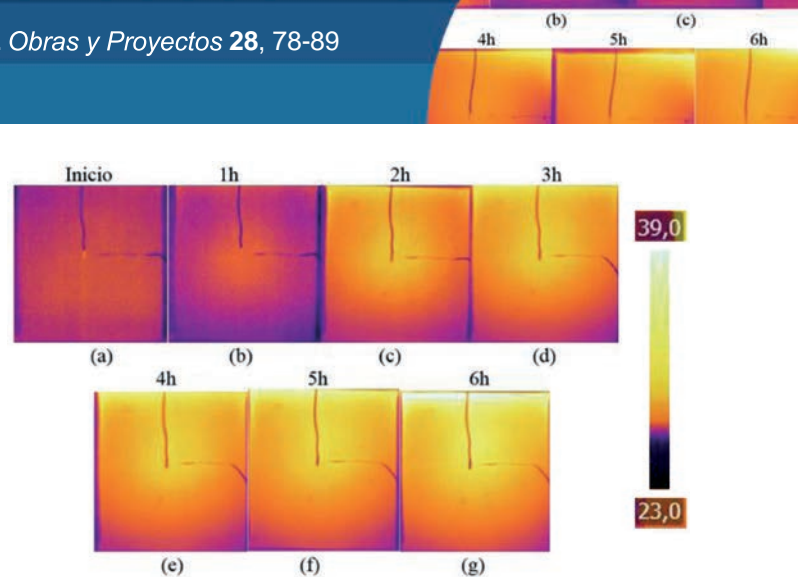 (b) (c)
Obras y Proyectos 28, 78-89
4h 5h 6h
Inicio 1h 2h 3h
39,0
(a) (b) (c) (d)
4h 5h 6h
23,0
(e) (f) (g)